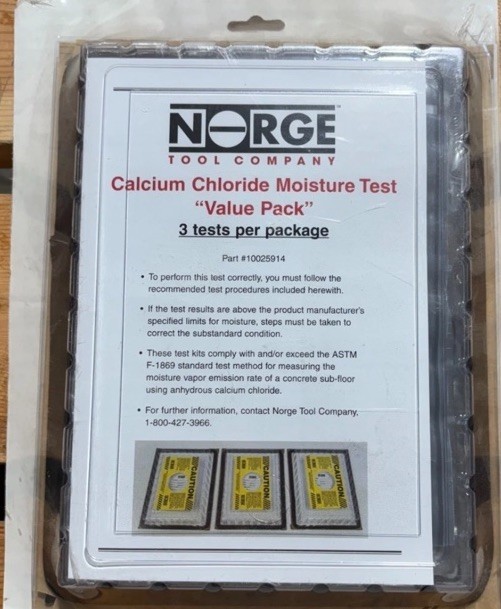 NORGE
TOOL COMPANY
Calcium Chloride Moisture Test
“Value Pack”
3 tests per package
Part #10025914
• To perform this test correctly, you must follow the
recommended test procedures included herewith.
• If the test results are above the product manufacturer's
specified limits for moisture, steps must be taken to
correct the substandard condition.
• These test kits comply with and/or exceed the ASTM
F-1869 standard test method for measuring the
moisture vapor emission rate of a concrete sub-floor
using anhydrous calcium chloride.
• For further information, contact Norge Tool Company,
1-800-427-3966.
CAUTION
CAUTION
CAUTION